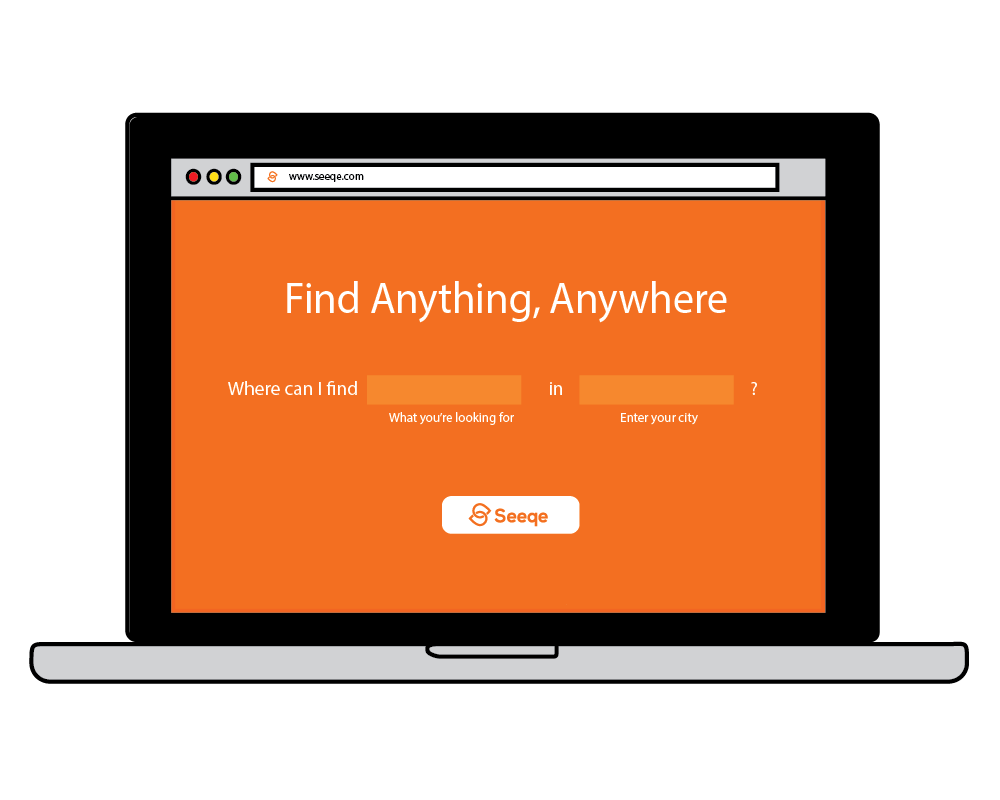 www.seeqe.com
Find Anything, Anywhere
Where can I find in ?
What you're looking for Enter your city
Seeqe